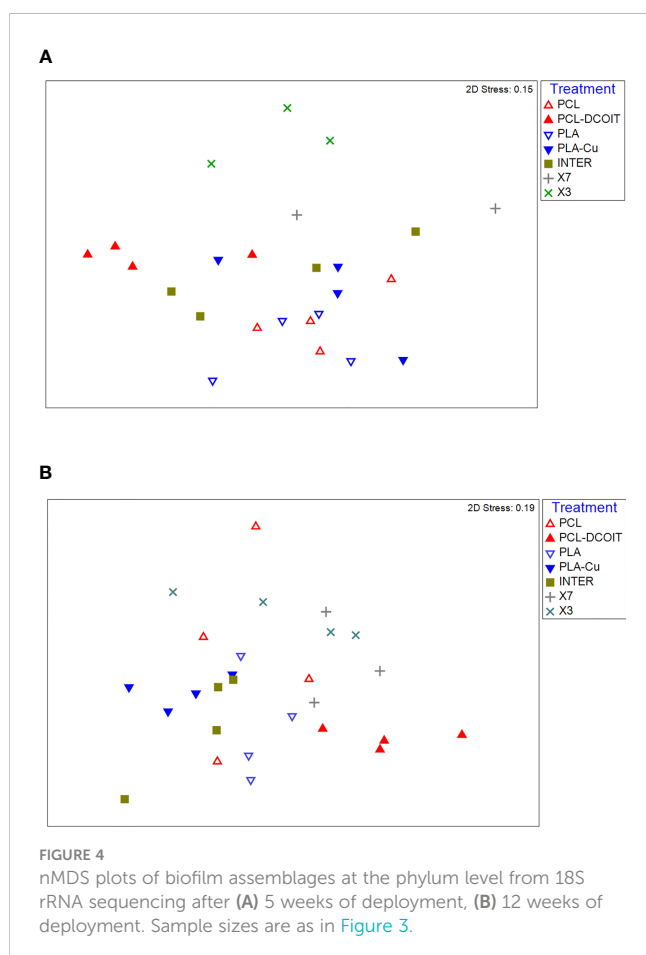 A
2D Stress: 0.15
Treatment
PCL
PCL-DCOIT
PLA
PLA-Cu
INTER
X7
X3
B
2D Stress: 0.19
Treatment
PCL
PCL-DCOIT
PLA
PLA-Cu
INTER
X7
X3
FIGURE 4
nMDS plots of biofilm assemblages at the phylum level from 18S
rRNA sequencing after (A) 5 weeks of deployment, (B) 12 weeks of
deployment. Sample sizes are as in Figure 3.